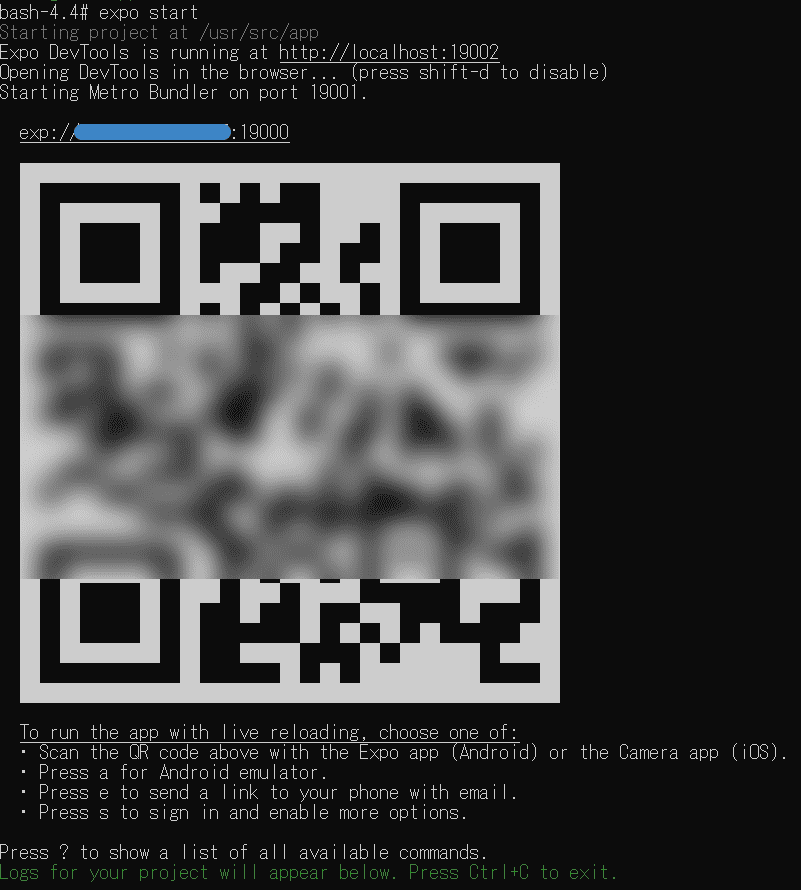 bash-4.4# expo start
Starting project at /usr/src/app
Expo DevTools is running at http://localhost:19002
Opening DevTools in the browser... (press shift-d to disable)
Starting Metro Bundler on port 19001.
exp://:19000
To run the app with live reloading, choose one of:
· Scan the QR code above with the Expo app (Android) or the Camera app (iOS).
· Press a for Android emulator.
· Press e to send a link to your phone with email.
· Press s to sign in and enable more options.
Press ? to show a list of all available commands.
Logs for your project will appear below. Press Ctrl+C to exit.